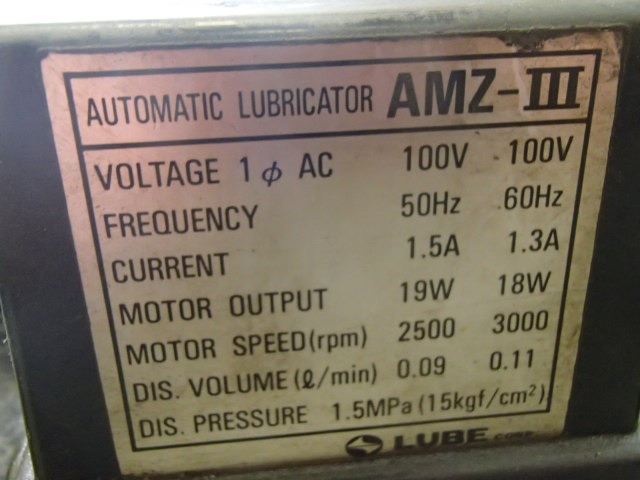 AUTOMATIC LUBRICATOR AMZ-III
VOLTAGE 1φ AC 100V 100V
FREQUENCY 50Hz 60Hz
CURRENT 1.5A 1.3A
MOTOR OUTPUT 19W 18W
MOTOR SPEED(rpm) 2500 3000
DIS. VOLUME(ℓ/min) 0.09 0.11
DIS. PRESSURE 1.5MPa(15kgf/cm²)
LUBE